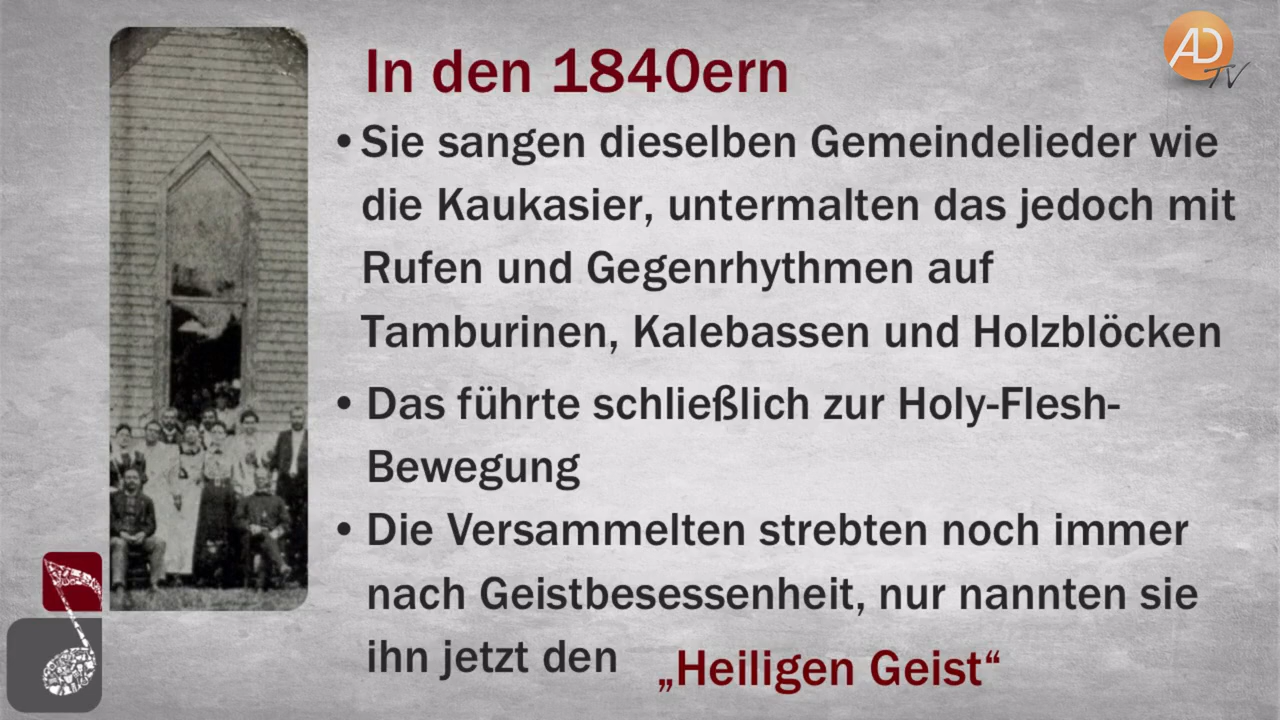 AD
TV
In den 1840ern
• Sie sangen dieselben Gemeindelieder wie
die Kaukasier, untermalten das jedoch mit
Rufen und Gegenrhythmen auf
Tamburinen, Kalebassen und Holzblöcken
• Das führte schließlich zur Holy-Flesh-
Bewegung
• Die Versammelten strebten noch immer
nach Geistbesessenheit, nur nannten sie
ihn jetzt den „Heiligen Geist“